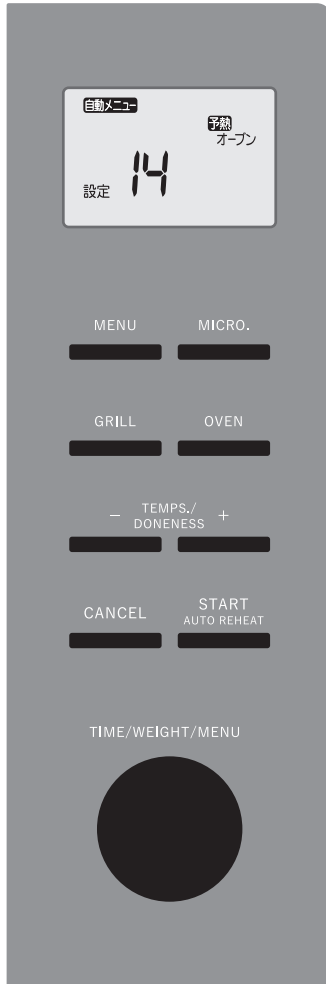 自動メニュー
予熱
オーブン
設定 14
MENU MICRO.
GRILL OVEN
− TEMPS./ +
DONENESS
CANCEL START
AUTO REHEAT
TIME/WEIGHT/MENU